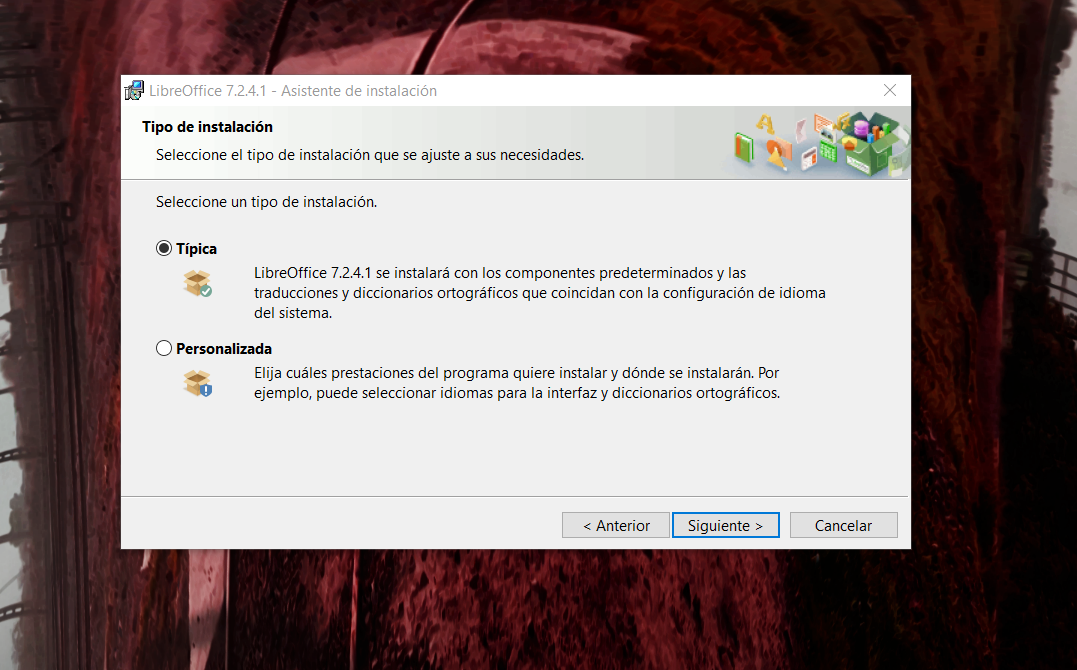 LibreOffice 7.2.4.1 - Asistente de instalación
Tipo de instalación
Seleccione el tipo de instalación que se ajuste a sus necesidades.
Seleccione un tipo de instalación.
Típica
LibreOffice 7.2.4.1 se instalará con los componentes predeterminados y las
traducciones y diccionarios ortográficos que coincidan con la configuración de idioma
del sistema.
Personalizada
Elija cuáles prestaciones del programa quiere instalar y dónde se instalarán. Por
ejemplo, puede seleccionar idiomas para la interfaz y diccionarios ortográficos.
< Anterior
Siguiente >
Cancelar